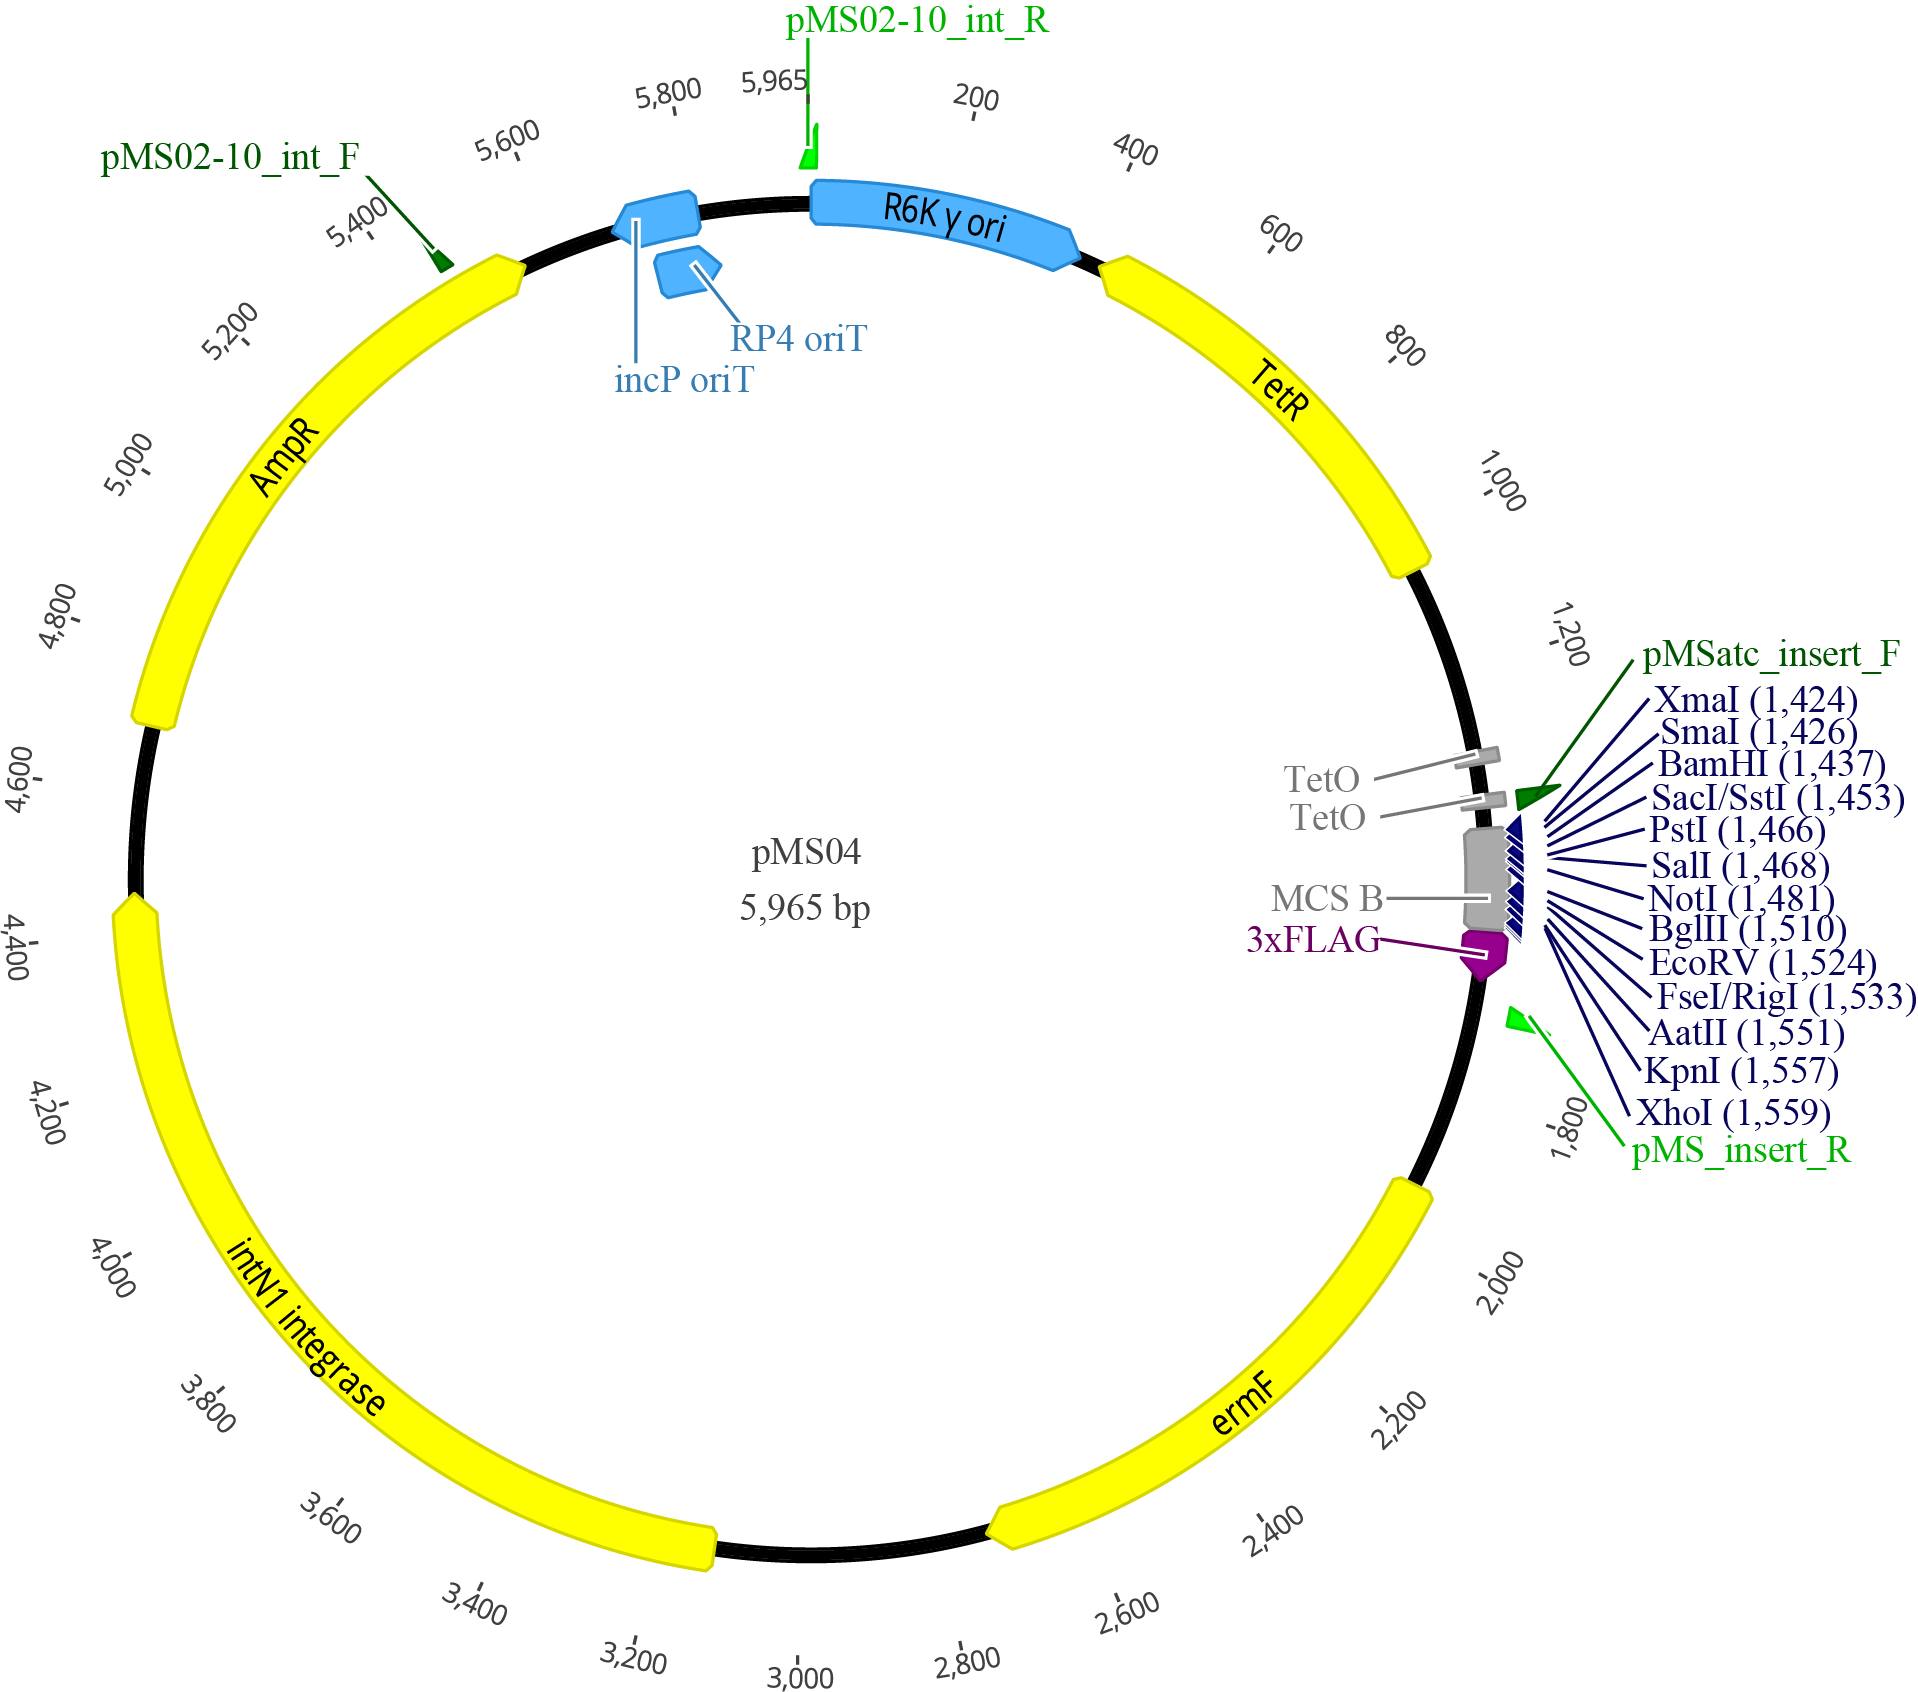 pMS02-10_int_R
5,965
200
400
600
800
1,000
1,200
pMSatc_insert_F
XmaI (1,424)
SmaI (1,426)
BamHI (1,437)
SacI/SstI (1,453)
PstI (1,466)
SalI (1,468)
NotI (1,481)
BglII (1,510)
EcoRV (1,524)
FseI/RigI (1,533)
AatII (1,551)
KpnI (1,557)
XhoI (1,559)
pMS_insert_R
1,800
2,000
2,200
2,400
2,600
2,800
3,000
3,200
3,400
3,600
3,800
4,000
4,200
4,400
4,600
4,800
5,000
5,200
5,400
pMS02-10_int_F
5,600
5,800
R6K γ ori
TetR
TetO
TetO
MCS B
3xFLAG
ermF
intN1 integrase
AmpR
incP oriT
RP4 oriT
pMS04
5,965 bp